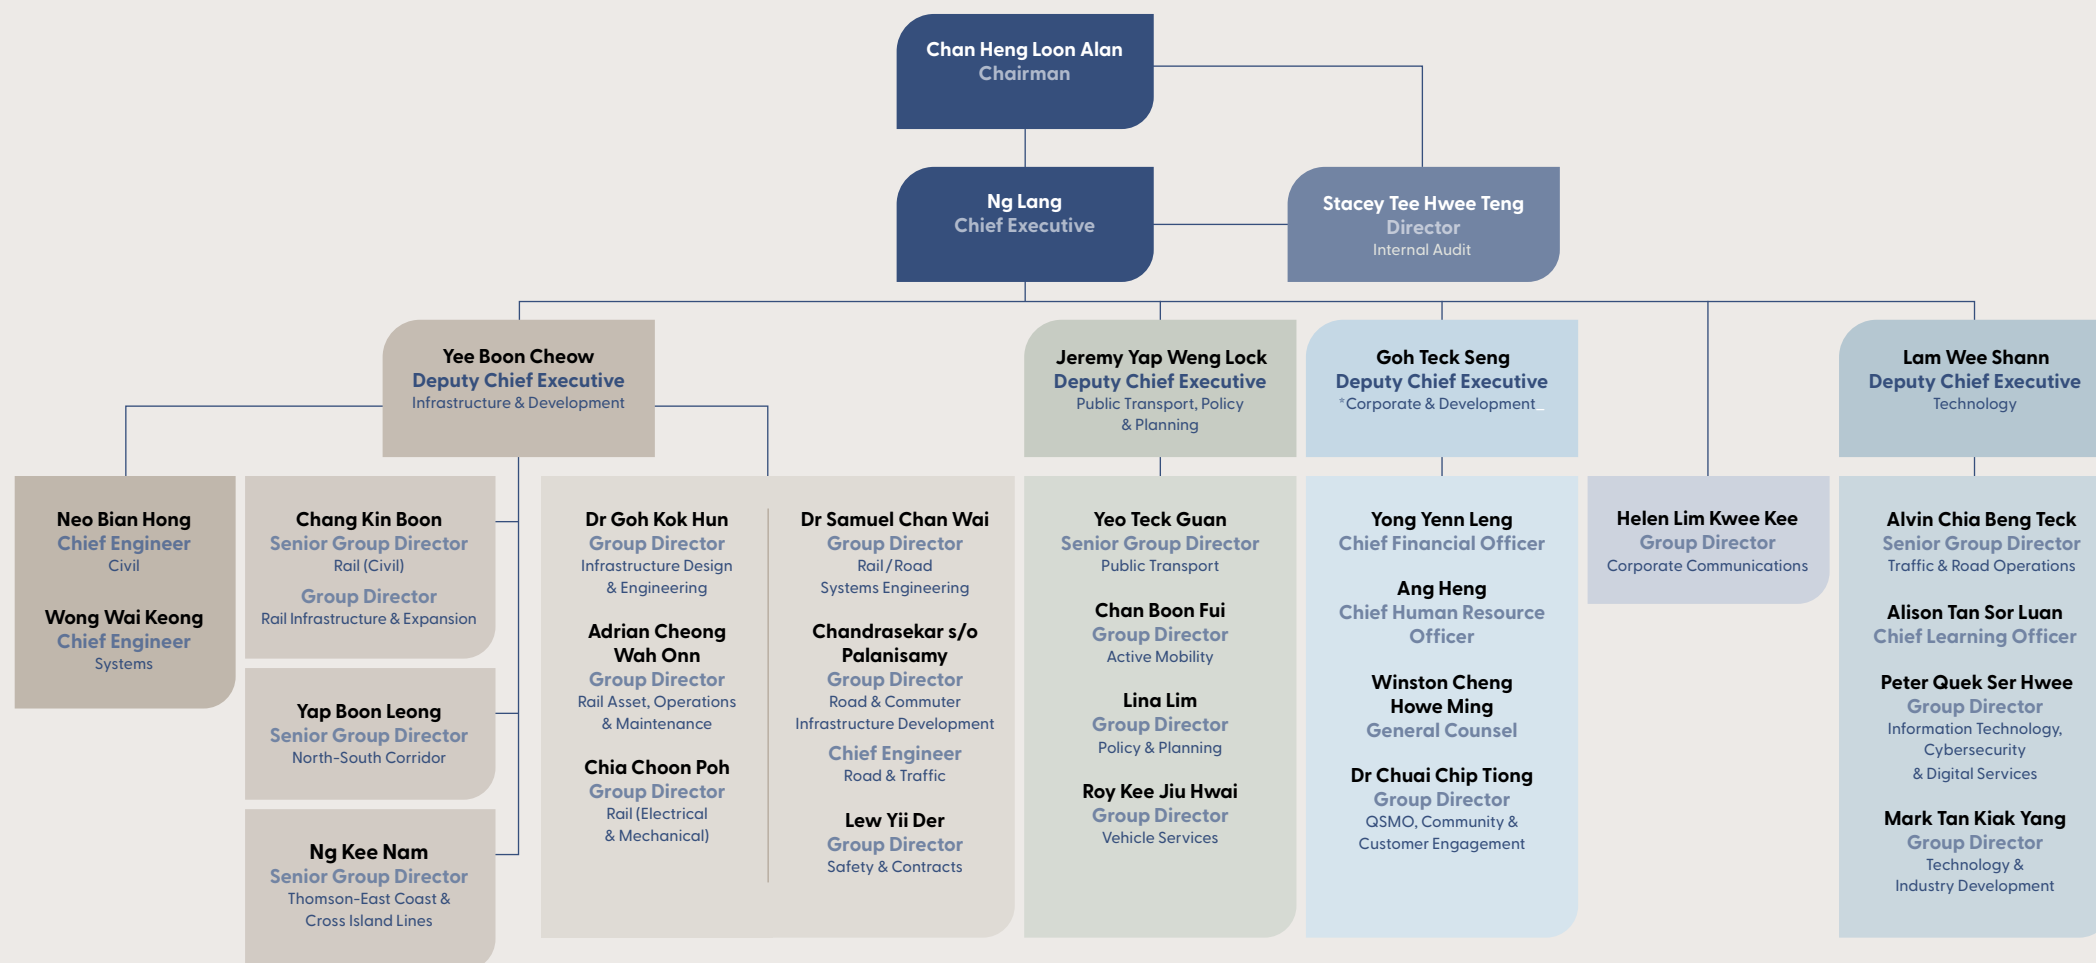 Chan Heng Loon Alan
Chairman
Ng Lang
Chief Executive
Stacey Tee Hwee Teng
Director
Internal Audit
Yee Boon Cheow
Deputy Chief Executive
Infrastructure & Development
Jeremy Yap Weng Lock
Deputy Chief Executive
Public Transport, Policy
& Planning
Goh Teck Seng
Deputy Chief Executive
*Corporate & Development_
Lam Wee Shann
Deputy Chief Executive
Technology
Neo Bian Hong
Chief Engineer
Civil
Wong Wai Keong
Chief Engineer
Systems
Chang Kin Boon
Senior Group Director
Rail (Civil)
Group Director
Rail Infrastructure & Expansion
Yap Boon Leong
Senior Group Director
North-South Corridor
Ng Kee Nam
Senior Group Director
Thomson-East Coast &
Cross Island Lines
Dr Goh Kok Hun
Group Director
Infrastructure Design
& Engineering
Adrian Cheong
Wah Onn
Group Director
Rail Asset, Operations
& Maintenance
Chia Choon Poh
Group Director
Rail (Electrical
& Mechanical)
Dr Samuel Chan Wai
Group Director
Rail/Road
Systems Engineering
Chandrasekar s/o
Palanisamy
Group Director
Road & Commuter
Infrastructure Development
Chief Engineer
Road & Traffic
Lew Yii Der
Group Director
Safety & Contracts
Yeo Teck Guan
Senior Group Director
Public Transport
Chan Boon Fui
Group Director
Active Mobility
Lina Lim
Group Director
Policy & Planning
Roy Kee Jiu Hwai
Group Director
Vehicle Services
Yong Yenn Leng
Chief Financial Officer
Ang Heng
Chief Human Resource
Officer
Winston Cheng
Howe Ming
General Counsel
Dr Chuai Chip Tiong
Group Director
QSMO, Community &
Customer Engagement
Helen Lim Kwee Kee
Group Director
Corporate Communications
Alvin Chia Beng Teck
Senior Group Director
Traffic & Road Operations
Alison Tan Sor Luan
Chief Learning Officer
Peter Quek Ser Hwee
Group Director
Information Technology,
Cybersecurity
& Digital Services
Mark Tan Kiak Yang
Group Director
Technology &
Industry Development